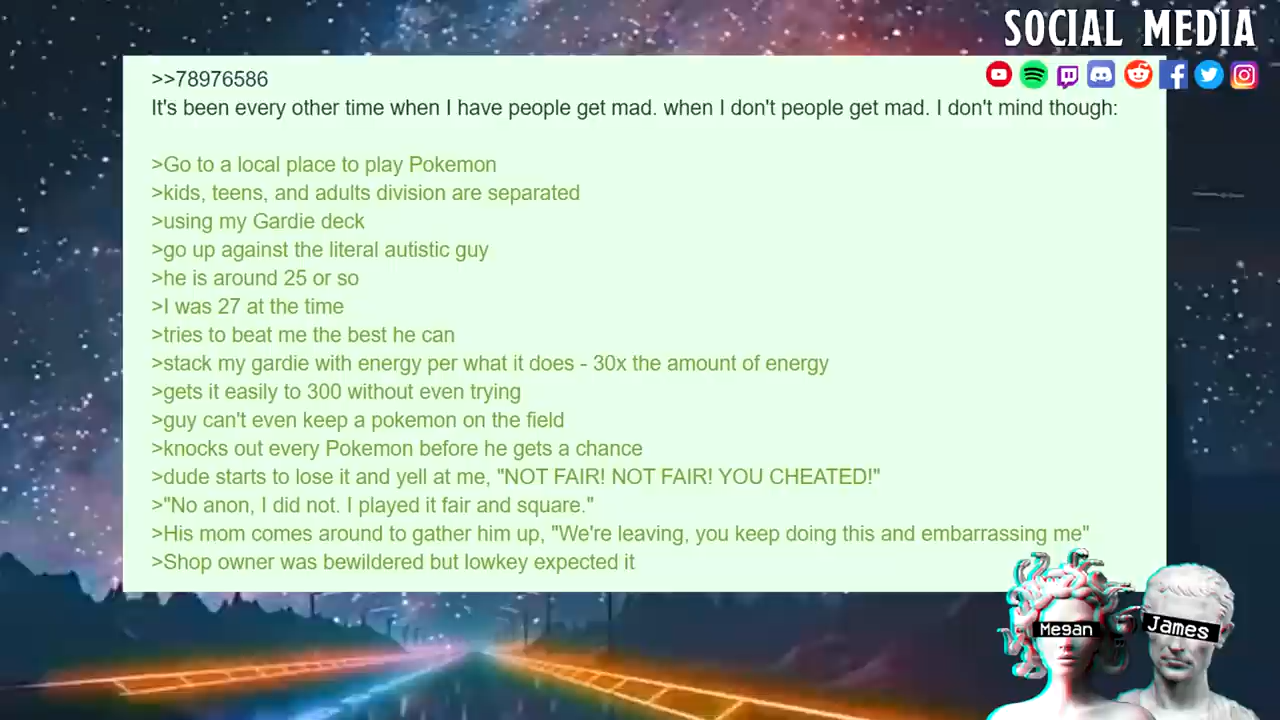 SOCIAL MEDIA
>>78976586
It's been every other time when I have people get mad. when I don't people get mad. I don't mind though:
>Go to a local place to play Pokemon
>kids, teens, and adults division are separated
>using my Gardie deck
>go up against the literal autistic guy
>he is around 25 or so
>I was 27 at the time
>tries to beat me the best he can
>stack my gardie with energy per what it does - 30x the amount of energy
>gets it easily to 300 without even trying
>guy can't even keep a pokemon on the field
>knocks out every Pokemon before he gets a chance
>dude starts to lose it and yell at me, "NOT FAIR! NOT FAIR! YOU CHEATED!"
>"No anon, I did not. I played it fair and square."
>His mom comes around to gather him up, "We're leaving, you keep doing this and embarrassing me"
>Shop owner was bewildered but lowkey expected it
Megan
James